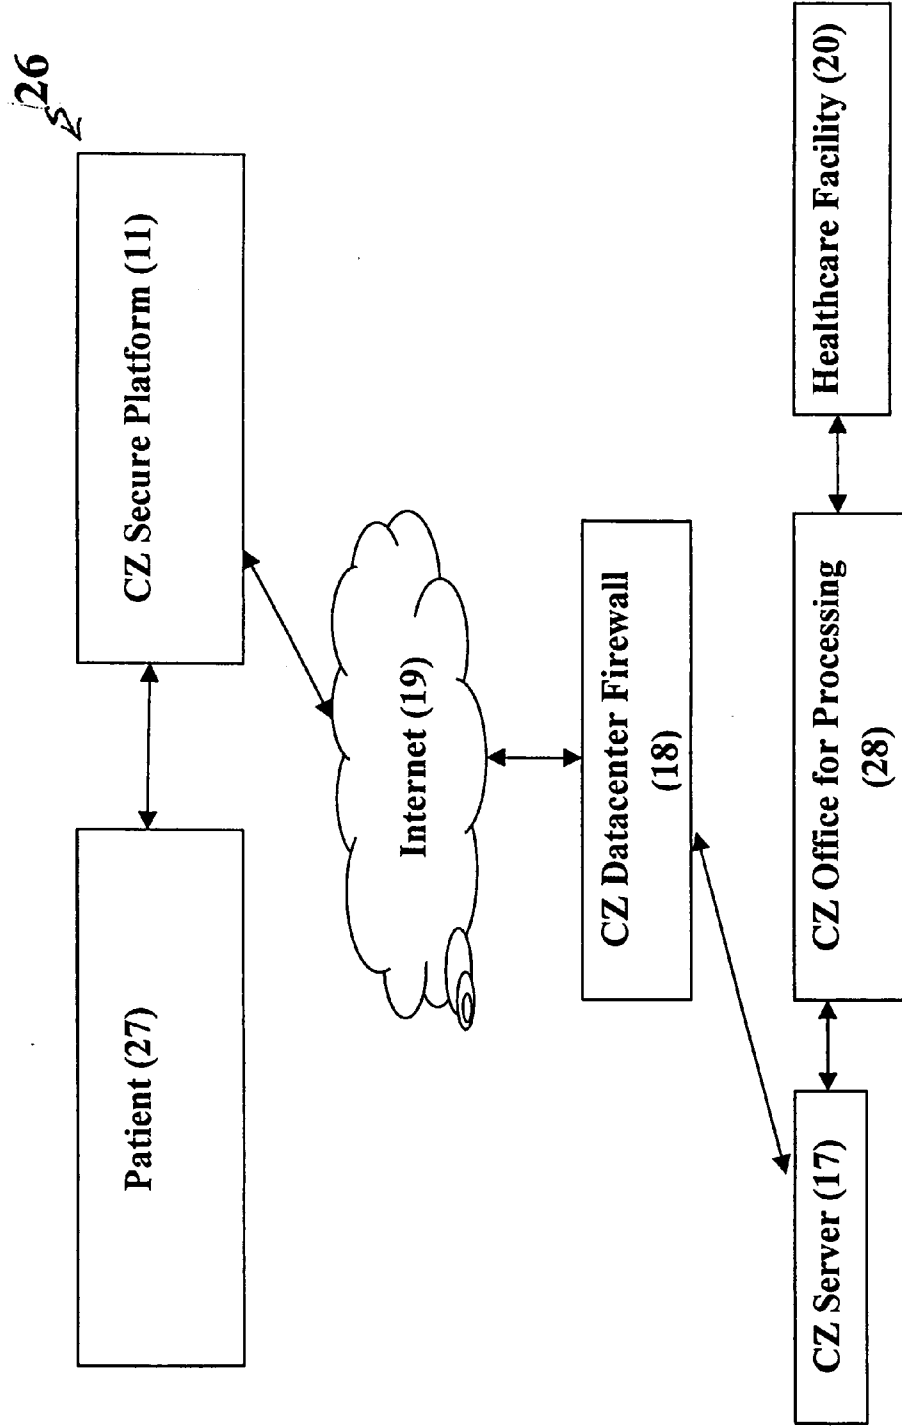 26
Patient (27)
CZ Secure Platform (11)
Internet (19)
CZ Datacenter Firewall
(18)
CZ Server (17)
CZ Office for Processing
(28)
Healthcare Facility (20)